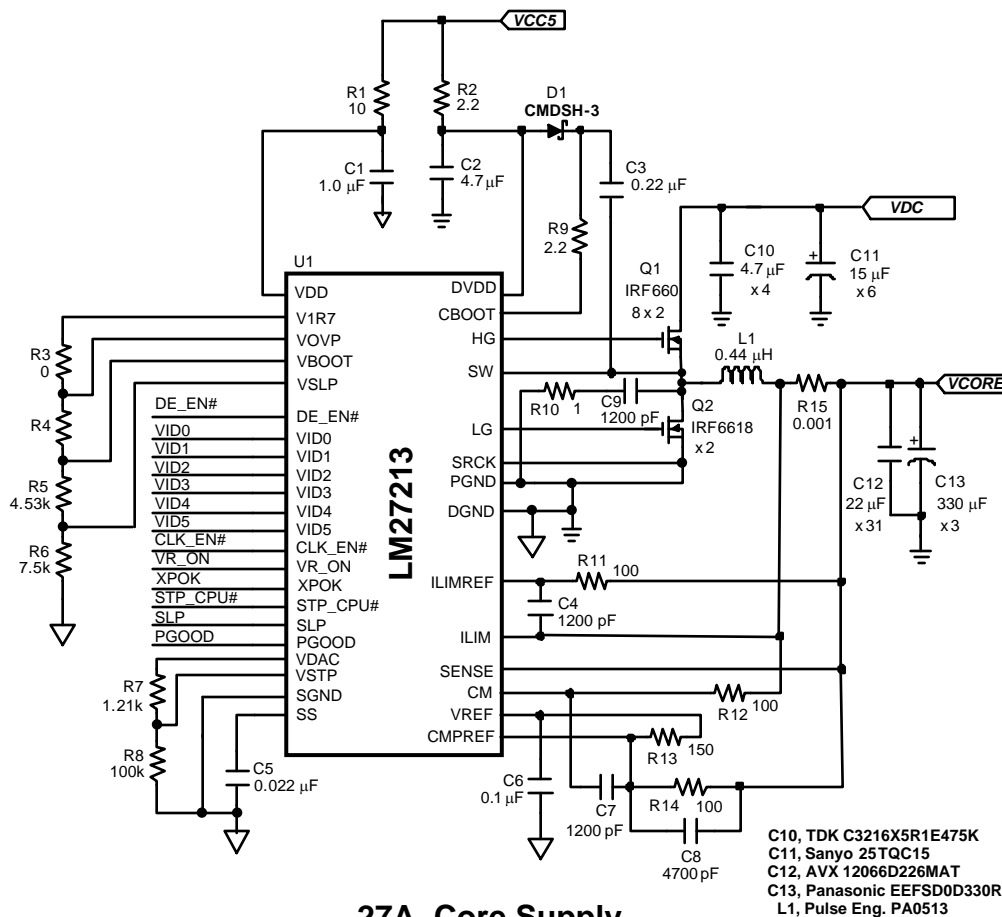 VCC5
R1
10
R2
2.2
D1
CMDSH-3
C1
1.0 µF
C2
4.7 µF
C3
0.22 µF
R9
2.2
VDC
C10
4.7 µF
x 4
C11
15 µF
x 6
+
Q1
IRF660
8 x 2
L1
0.44 µH
VCORE
R15
0.001
R10
1
C9
1200 pF
Q2
IRF6618
x 2
C12
22 µF
x 31
+
C13
330 µF
x 3
U1
LM27213
VDD
V1R7
VOVP
VBOOT
VSLP
DE_EN#
VID0
VID1
VID2
VID3
VID4
VID5
CLK_EN#
VR_ON
XPOK
STP_CPU#
SLP
PGOOD
VDAC
VSTP
SGND
SS
DVDD
CBOOT
HG
SW
LG
SRCK
PGND
DGND
ILIMREF
ILIM
SENSE
CM
VREF
CMPREF
R3
0
R4
R5
4.53k
R6
7.5k
DE_EN#
VID0
VID1
VID2
VID3
VID4
VID5
CLK_EN#
VR_ON
XPOK
STP_CPU#
SLP
PGOOD
R7
1.21k
R8
100k
C5
0.022 µF
R11
100
C4
1200 pF
R12
100
R13
150
C6
0.1 µF
C7
1200 pF
R14
100
C8
4700 pF
C10, TDK C3216X5R1E475K
C11, Sanyo 25TQC15
C12, AVX 12066D226MAT
C13, Panasonic EEFSD0D330R
L1, Pulse Eng. PA0513
27A Core Supply